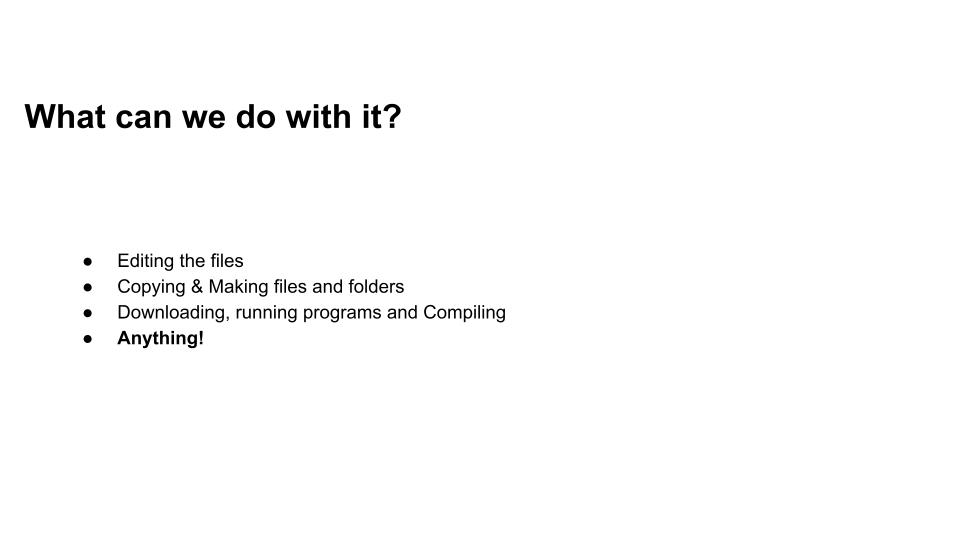 What can we do with it?
● Editing the files
● Copying & Making files and folders
● Downloading, running programs and Compiling
● Anything!